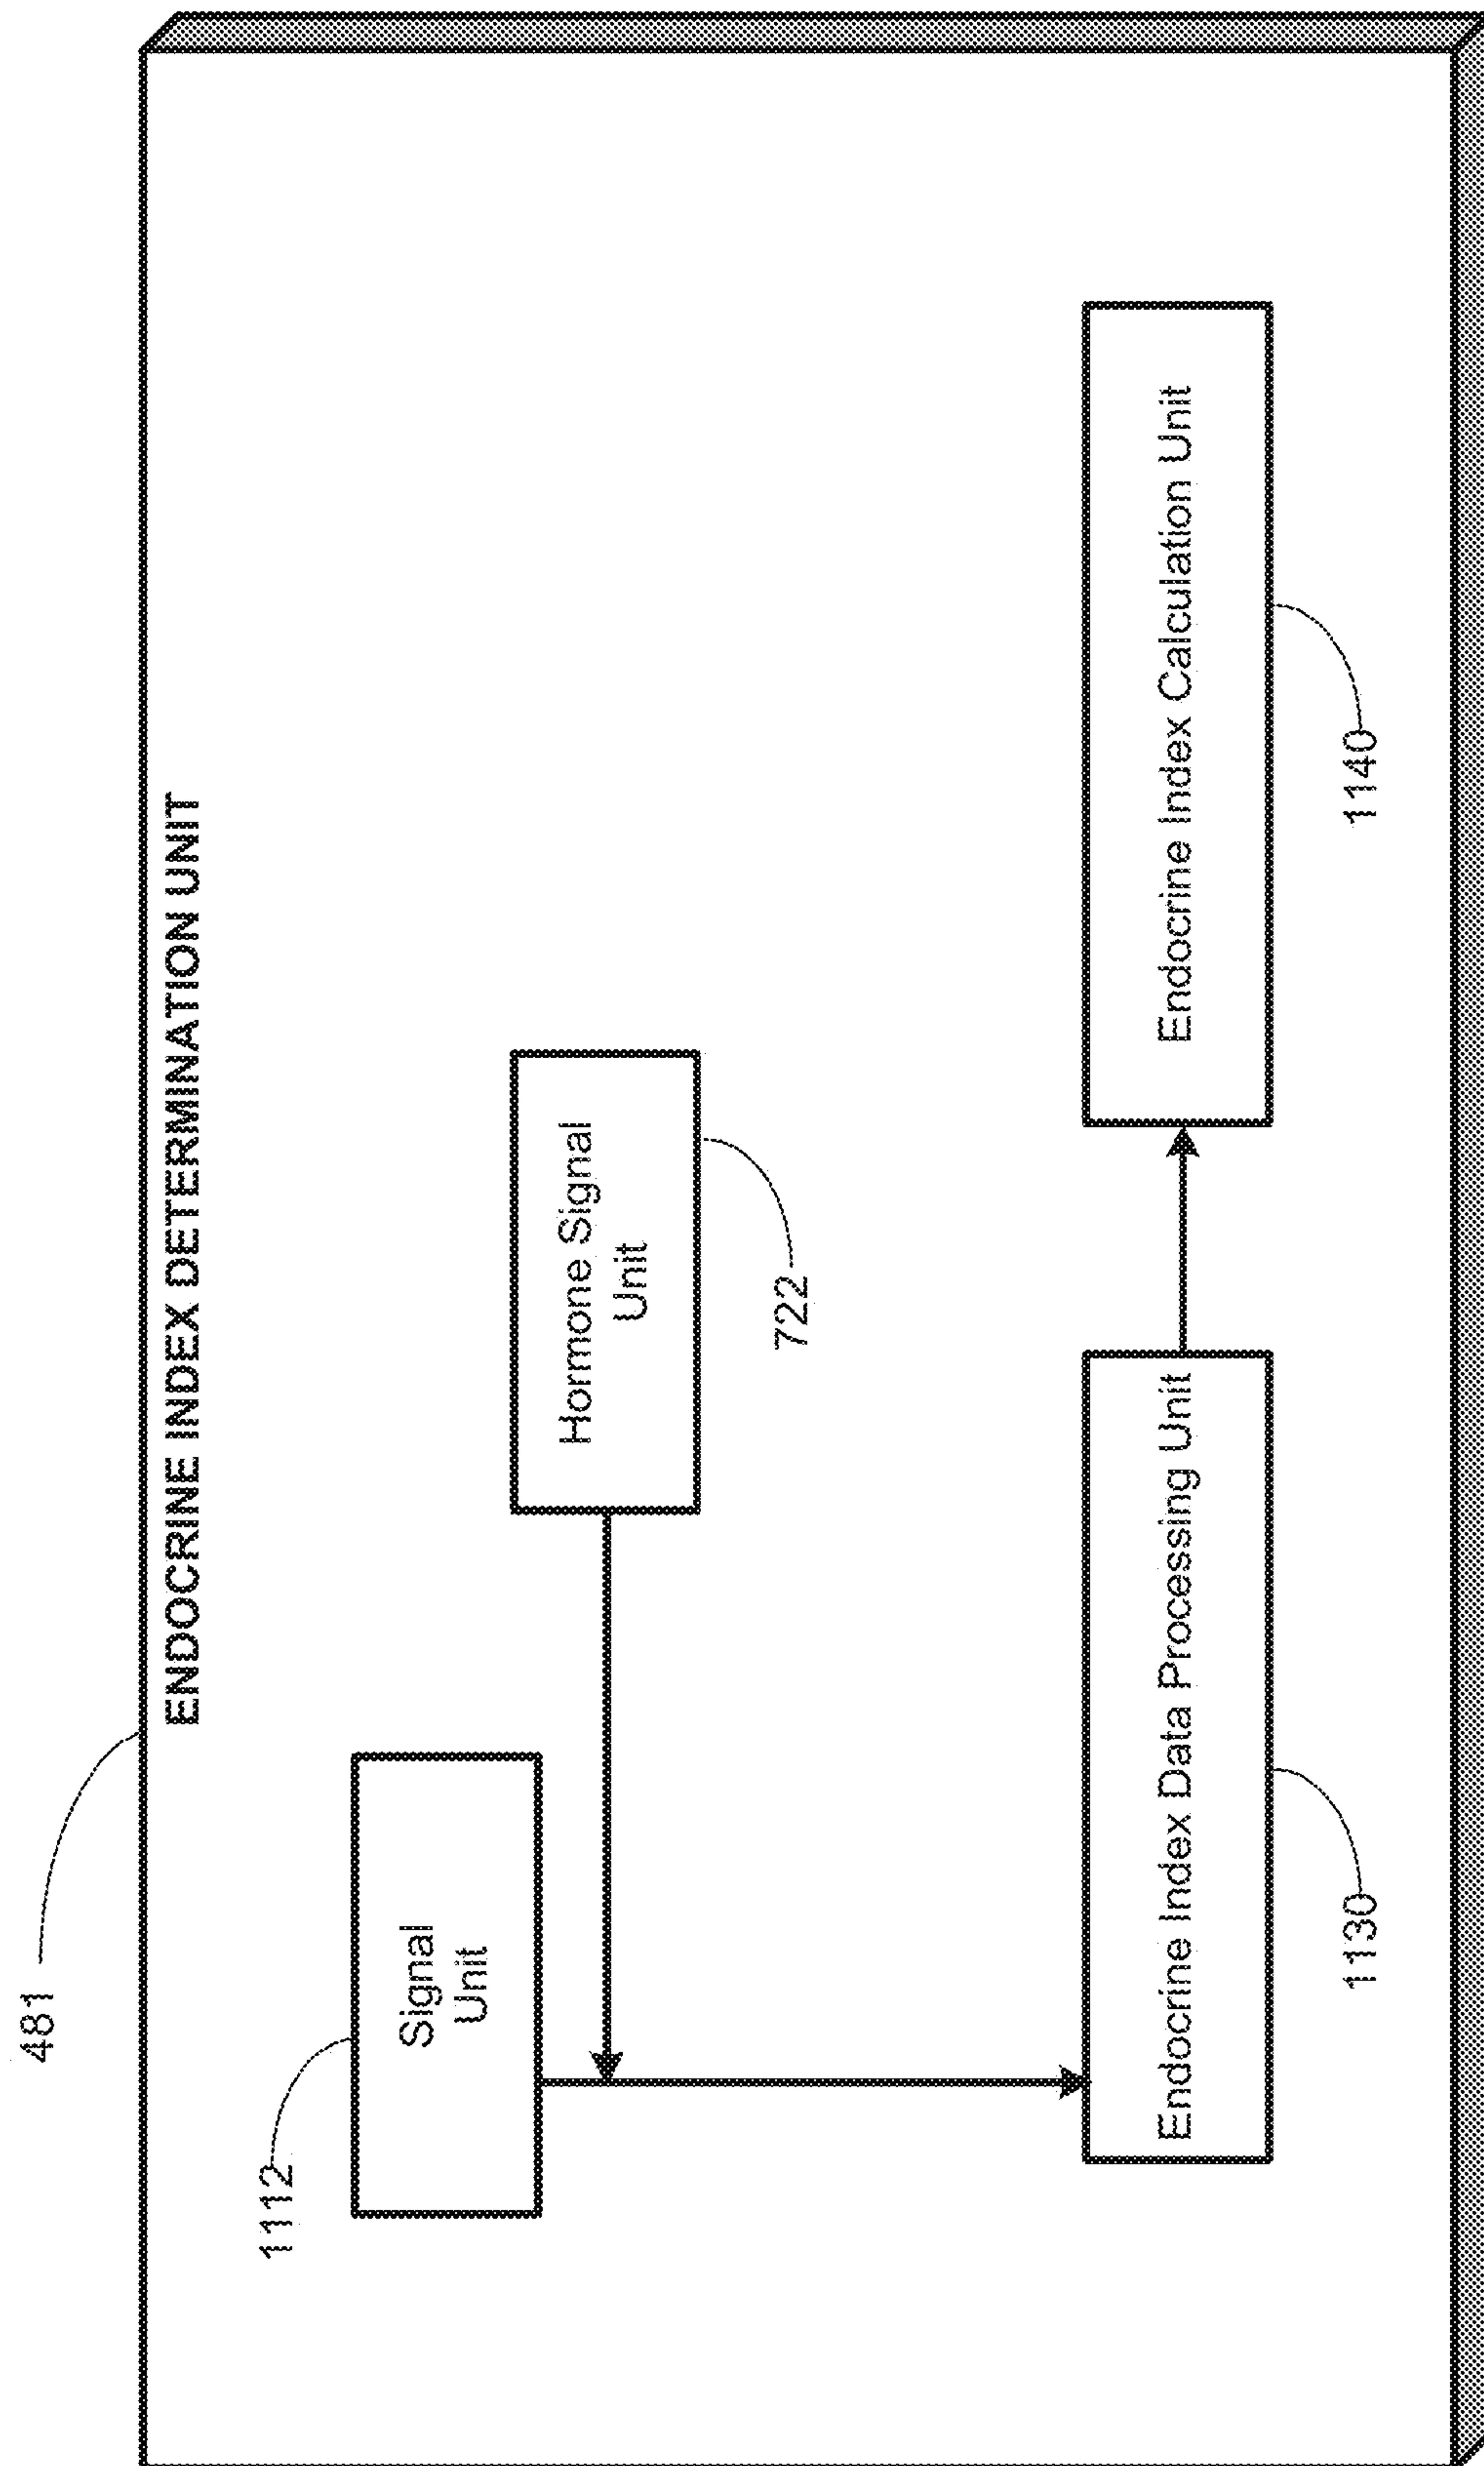 481
ENDOCRINE INDEX DETERMINATION UNIT
1112
Signal
Unit
Hormone Signal
Unit
722
Endocrine Index Data Processing Unit
1130
Endocrine Index Calculation Unit
1140